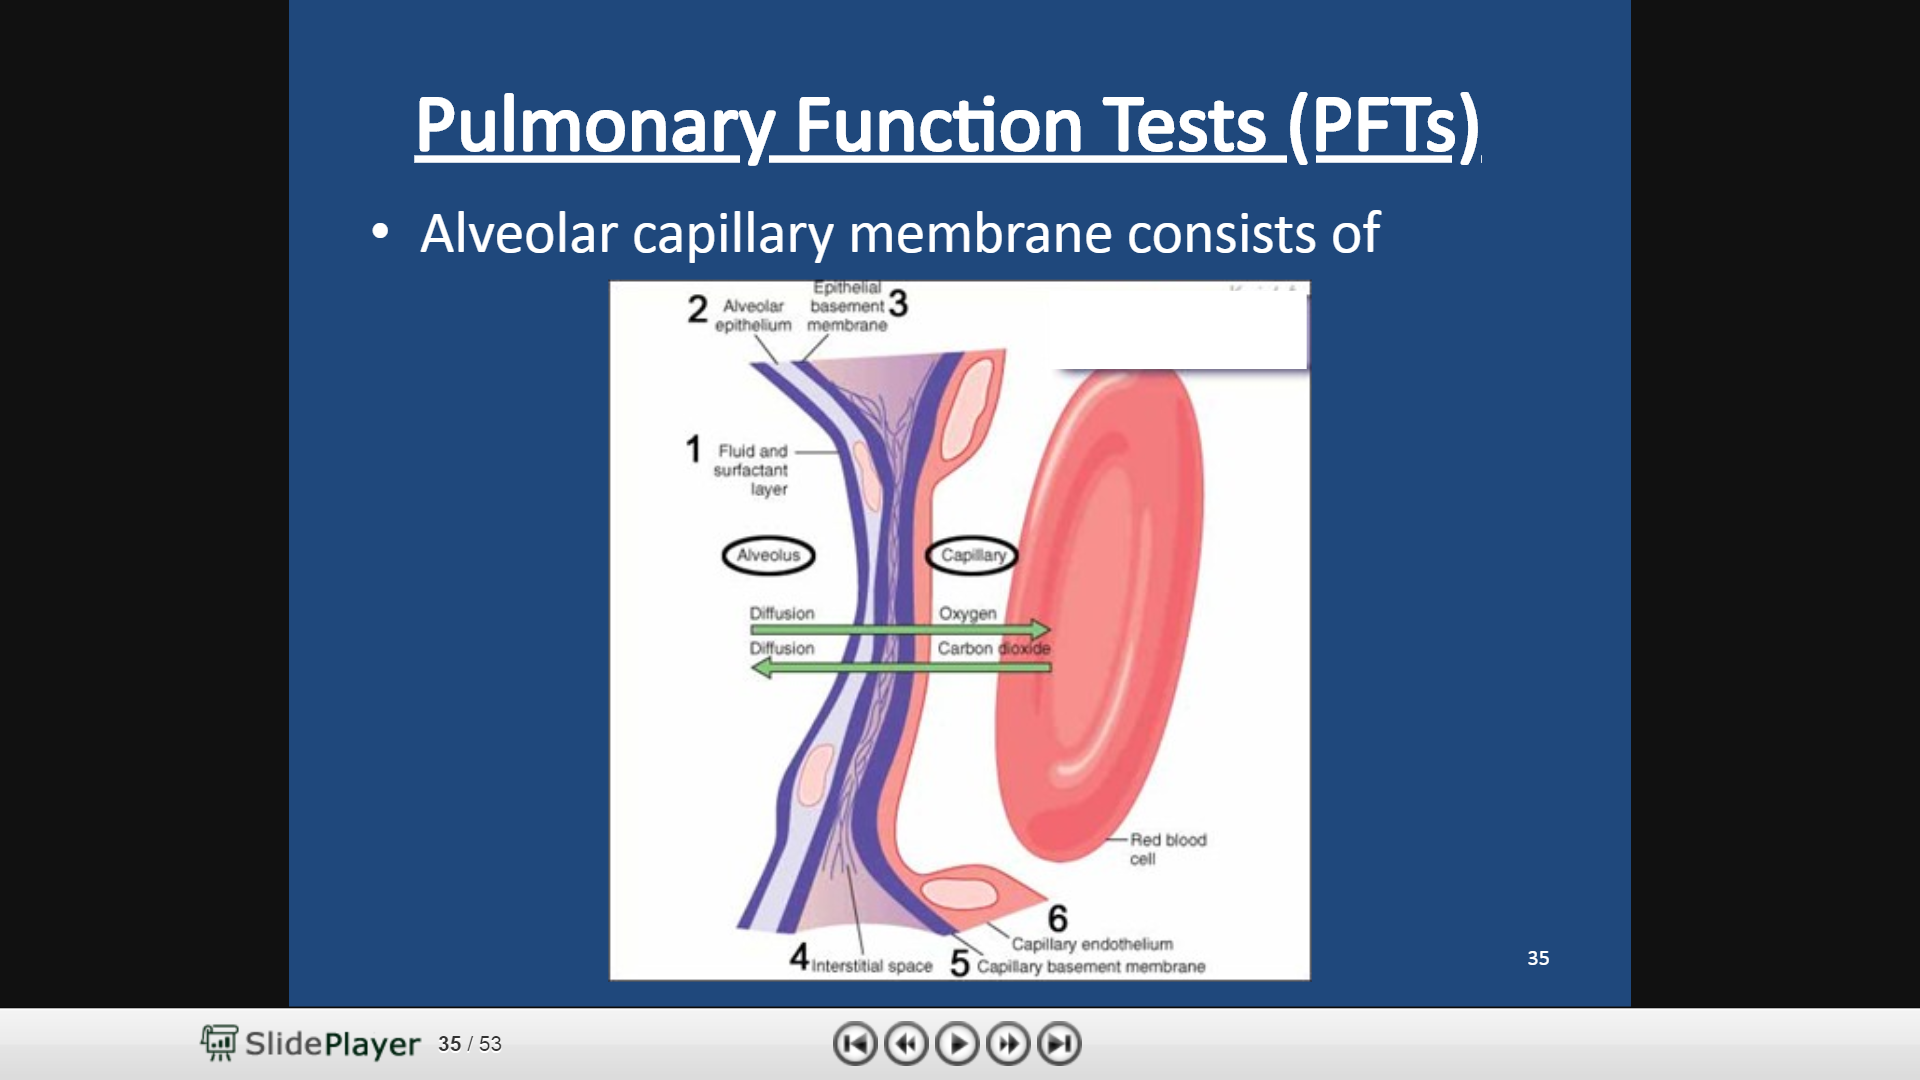 Pulmonary Function Tests (PFTs)
• Alveolar capillary membrane consists of
2 Alveolar epithelium
Epithelial basement membrane 3
1 Fluid and
surfactant
layer
Alveolus
Capillary
Diffusion
Oxygen
Diffusion
Carbon dioxide
Red blood
cell
6
Capillary endothelium
4 Interstitial space
5 Capillary basement membrane
35
SlidePlayer
35 / 53